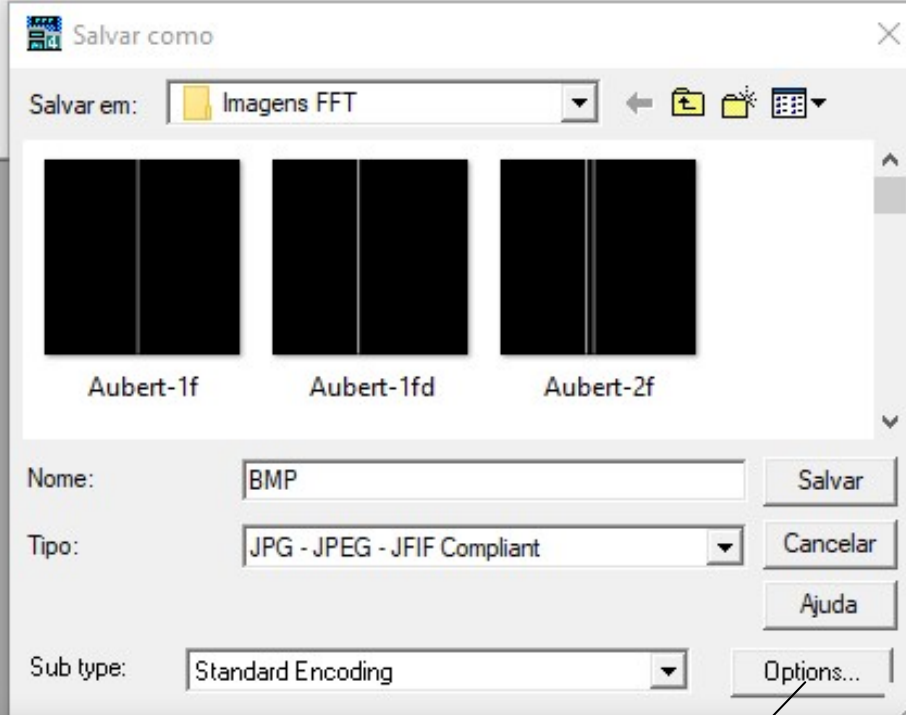 Salvar como
Salvar em: Imagens FFT
Aubert-1f Aubert-1fd Aubert-2f
Nome: BMP Salvar
Tipo: JPG - JPEG - JFIF Compliant Cancelar
Ajuda
Sub type: Standard Encoding Options...